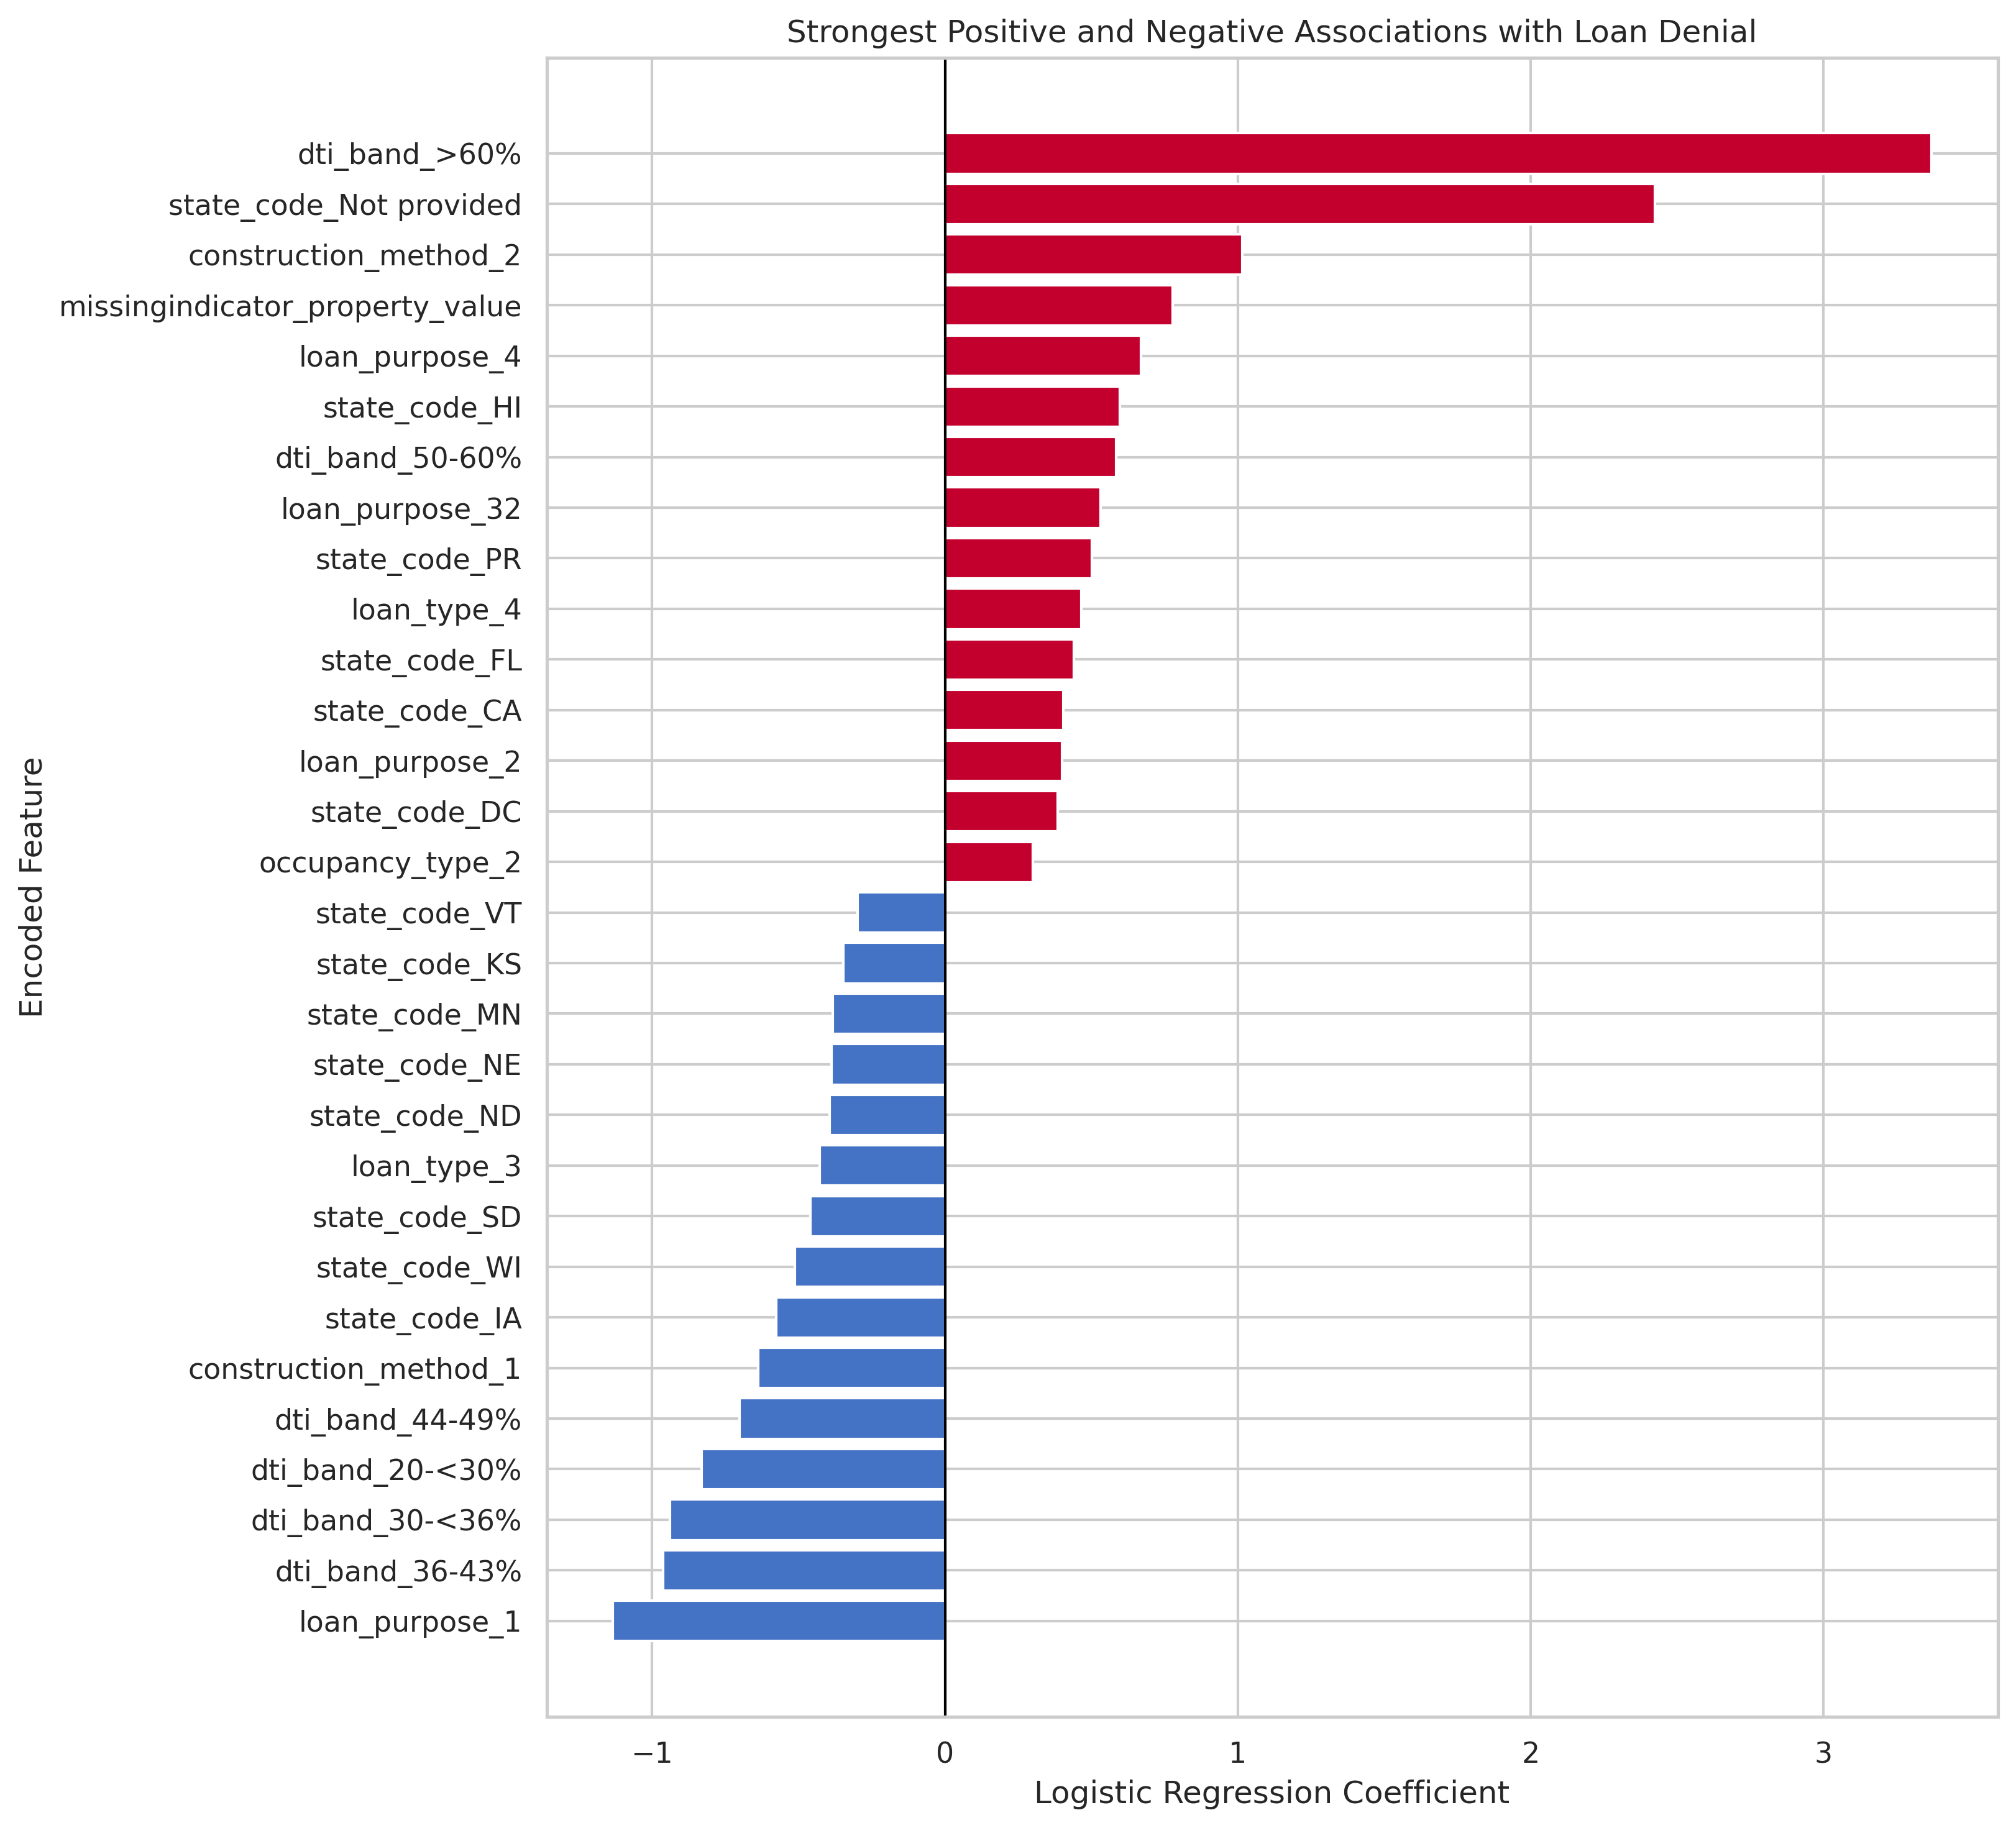 Strongest Positive and Negative Associations with Loan Denial
dti_band_>60%
state_code_Not provided
construction_method_2
missingindicator_property_value
loan_purpose_4
state_code_HI
dti_band_50-60%
loan_purpose_32
state_code_PR
loan_type_4
state_code_FL
state_code_CA
loan_purpose_2
state_code_DC
occupancy_type_2
state_code_VT
state_code_KS
state_code_MN
state_code_NE
state_code_ND
loan_type_3
state_code_SD
state_code_WI
state_code_IA
construction_method_1
dti_band_44-49%
dti_band_20-<30%
dti_band_30-<36%
dti_band_36-43%
loan_purpose_1
Encoded Feature
−1 0 1 2 3
Logistic Regression Coefficient